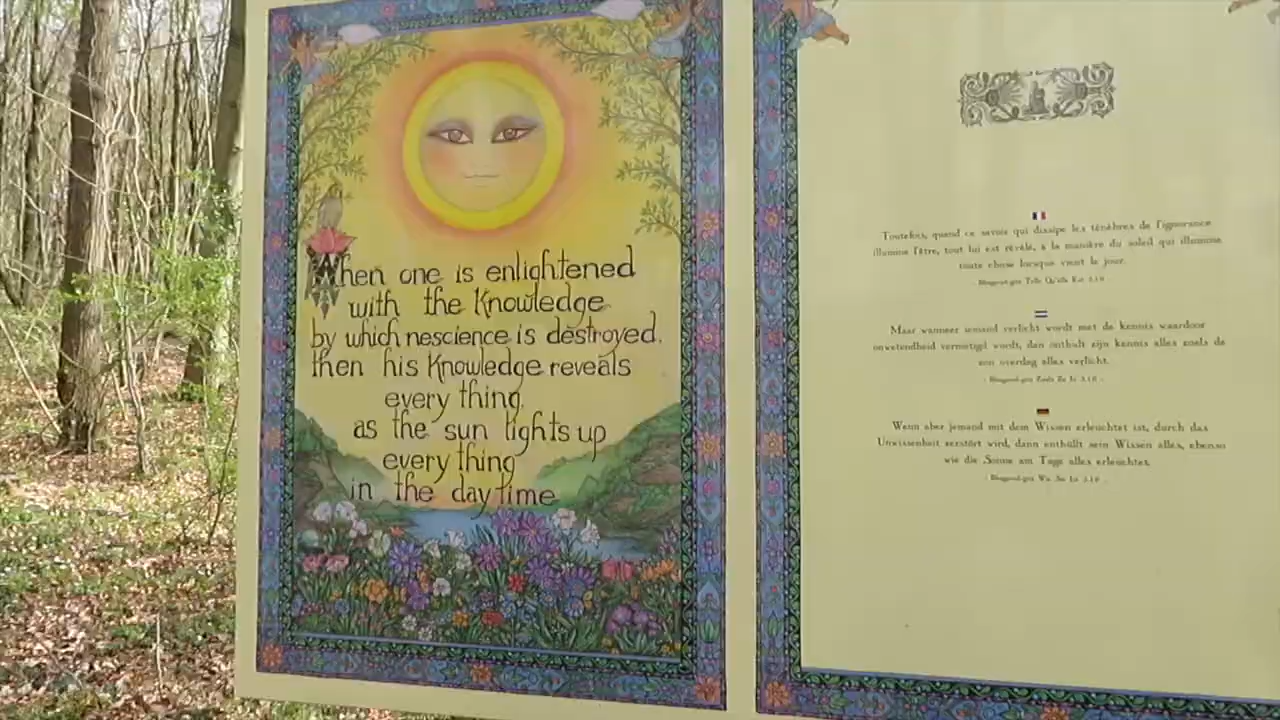 When one is enlightened
with the Knowledge
by which nescience is destroyed,
then his Knowledge reveals
every thing,
as the sun lights up
every thing
in the daytime
Toutefois, quand ce savoir qui dissipe les ténèbres de l'ignorance
illumine l'être, tout lui est révélé, à la manière du soleil qui illumine
toute chose lorsque vient le jour.
Maar wanneer iemand verlicht wordt met de kennis waardoor
onwetendheid vernietigd wordt, dan onthult zijn kennis alles zoals de
zon overdag alles verlicht.
Wenn aber jemand mit dem Wissen erleuchtet ist, durch das
Unwissenheit zerstört wird, dann enthüllt sein Wissen alles, ebenso
wie die Sonne am Tage alles erleuchtet.